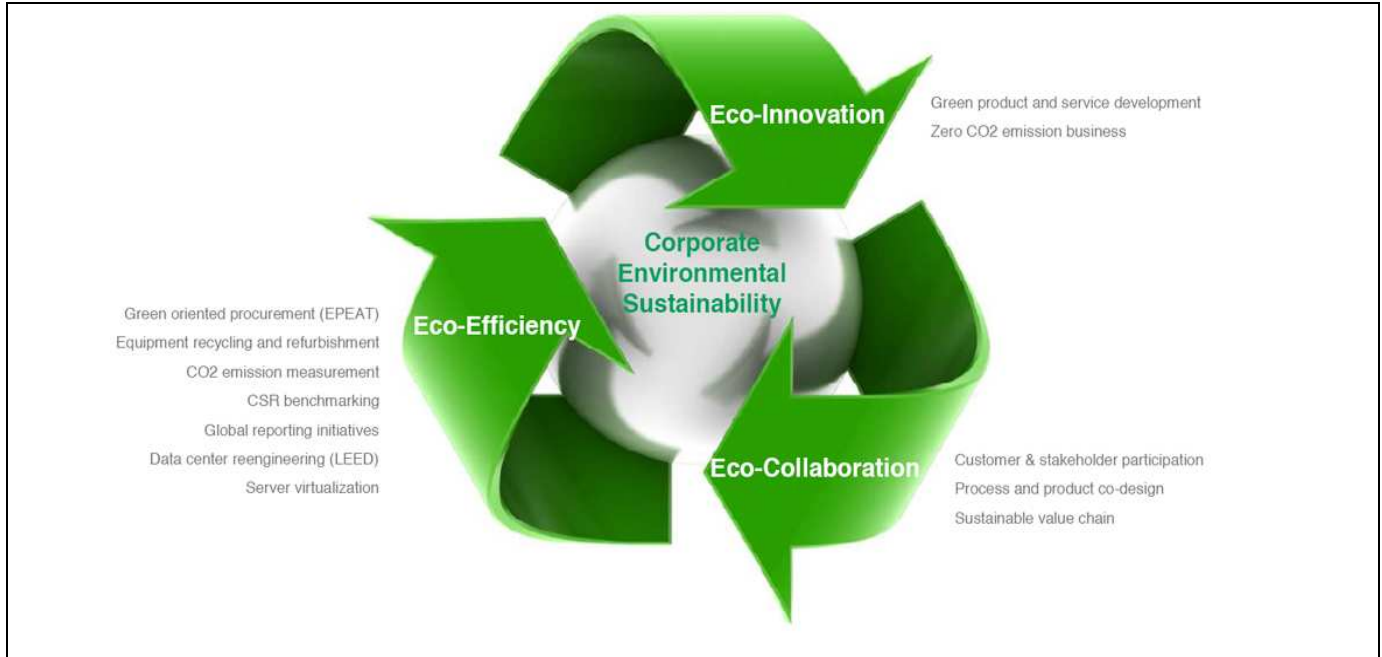 Eco-Innovation
Green product and service development
Zero CO2 emission business
Corporate
Environmental
Sustainability
Eco-Efficiency
Green oriented procurement (EPEAT)
Equipment recycling and refurbishment
CO2 emission measurement
CSR benchmarking
Global reporting initiatives
Data center reengineering (LEED)
Server virtualization
Eco-Collaboration
Customer & stakeholder participation
Process and product co-design
Sustainable value chain